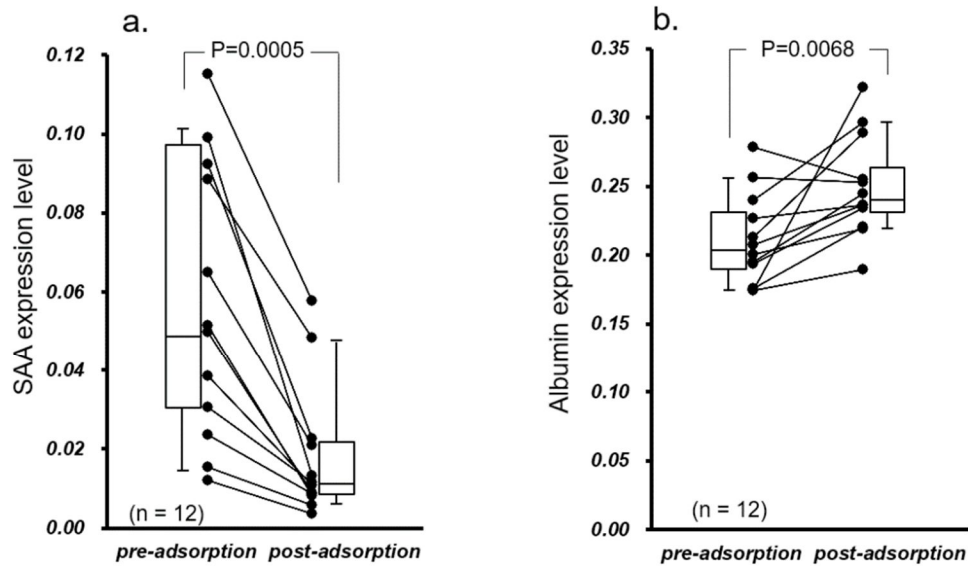 a.
P=0.0005
SAA expression level
0.12
0.10
0.08
0.06
0.04
0.02
0.00
(n = 12)
pre-adsorption post-adsorption
b.
P=0.0068
Albumin expression level
0.35
0.30
0.25
0.20
0.15
0.10
0.05
0.00
(n = 12)
pre-adsorption post-adsorption